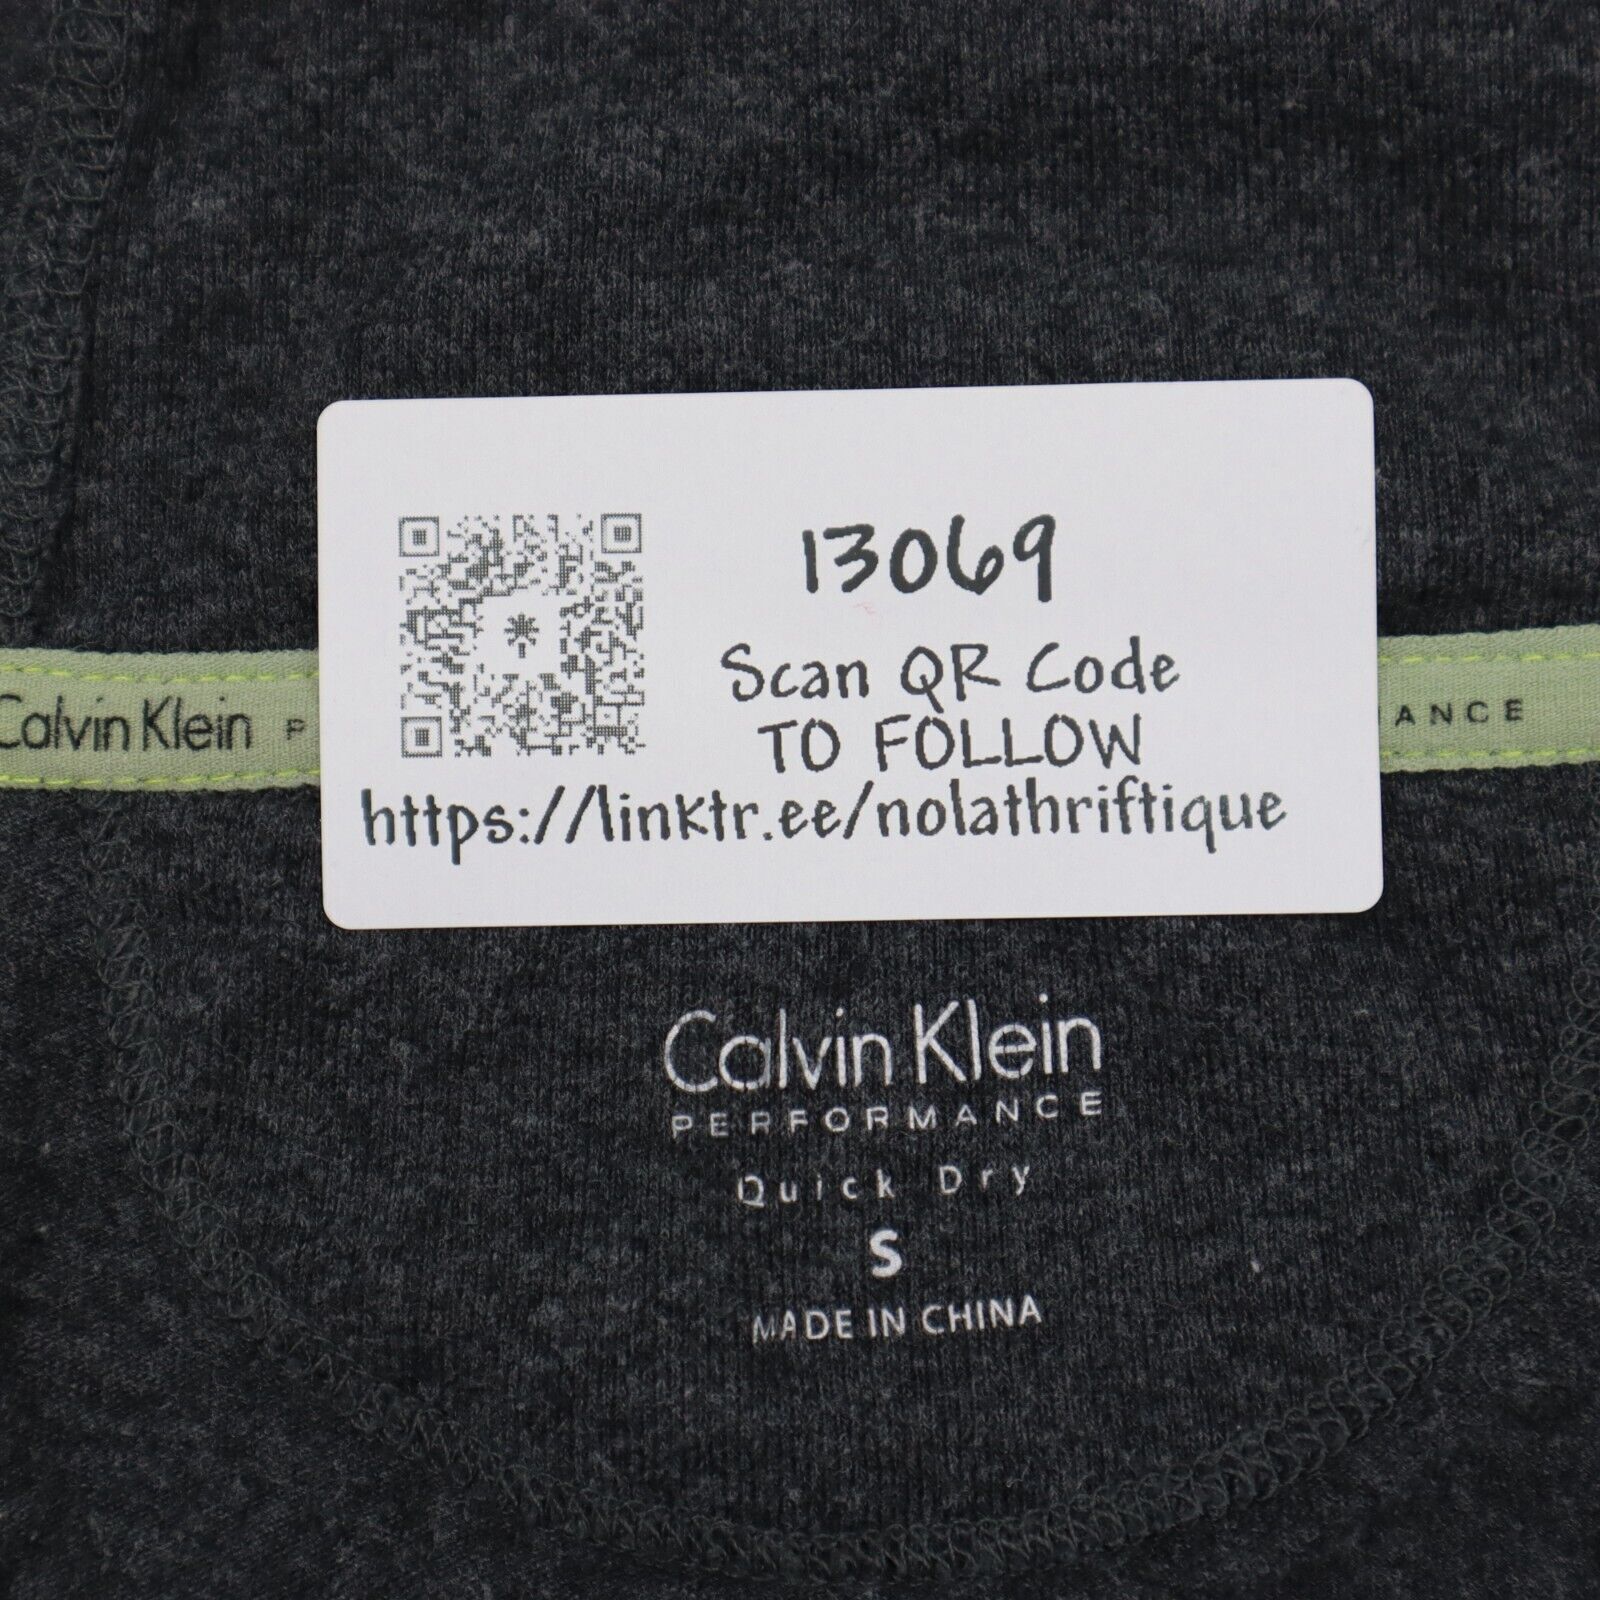 13069
Scan QR Code
TO FOLLOW
https://linktr.ee/nolathriftique
Calvin Klein P
ANCE
Calvin Klein
PERFORMANCE
Quick Dry
S
MADE IN CHINA